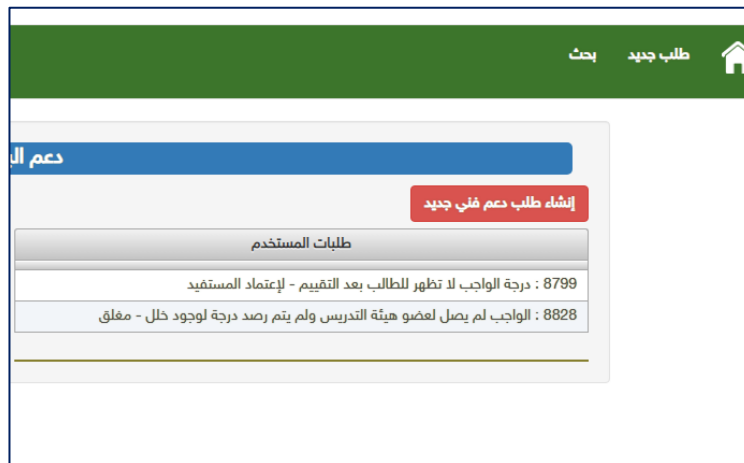 طلب جديد بحث
دعم
إنشاء طلب دعم فني جديد
طلبات المستخدم
8799 : درجة الواجب لا تظهر للطالب بعد التقييم - لإعتماد المستفيد
8828 : الواجب لم يصل لعضو هيئة التدريس ولم يتم رصد درجة لوجود خلل - مغلق